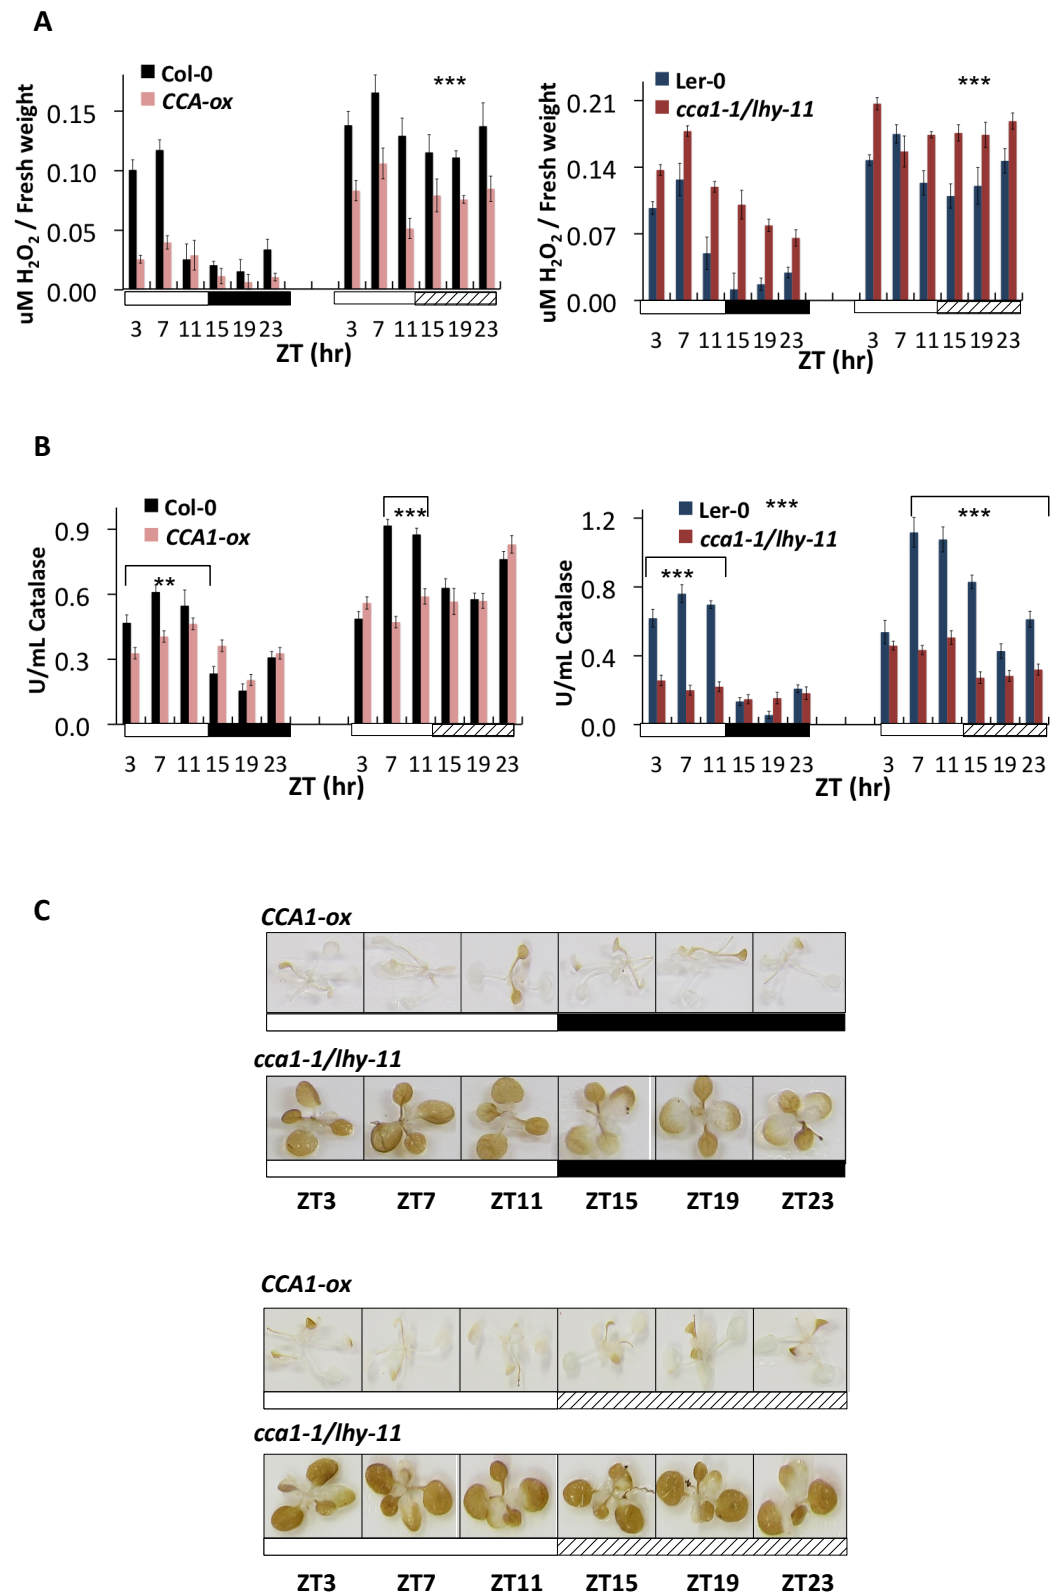 A
Col-0
CCA-ox
***
uM H2O2 / Fresh weight
0.15
0.10
0.05
0.00
3 7 11 15 19 23 3 7 11 15 19 23
ZT (hr)
Ler-0
cca1-1/lhy-11
***
uM H2O2 / Fresh weight
0.21
0.14
0.07
0.00
3 7 11 15 19 23 3 7 11 15 19 23
ZT (hr)
B
Col-0
CCA1-ox
**
***
U/mL Catalase
0.9
0.6
0.3
0.0
3 7 11 15 19 23 3 7 11 15 19 23
ZT (hr)
Ler-0 ***
cca1-1/lhy-11
***
***
U/mL Catalase
1.2
0.8
0.4
0.0
3 7 11 15 19 23 3 7 11 15 19 23
ZT (hr)
C
CCA1-ox
cca1-1/lhy-11
ZT3 ZT7 ZT11 ZT15 ZT19 ZT23
CCA1-ox
cca1-1/lhy-11
ZT3 ZT7 ZT11 ZT15 ZT19 ZT23